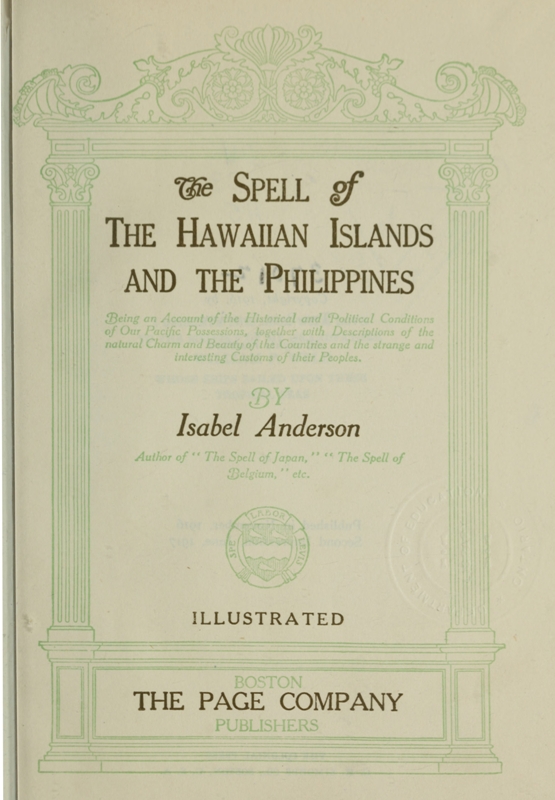 The SPELL of
THE HAWAIIAN ISLANDS
AND THE PHILIPPINES
Being an Account of the Historical and Political Conditions
of Our Pacific Possessions, together with Descriptions of the
natural Charm and Beauty of the Countries and the strange and
interesting Customs of their Peoples.
BY
Isabel Anderson
Author of "The Spell of Japan," "The Spell of
Belgium," etc.
SPE LABOR LEVIS
ILLUSTRATED
BOSTON
THE PAGE COMPANY
PUBLISHERS